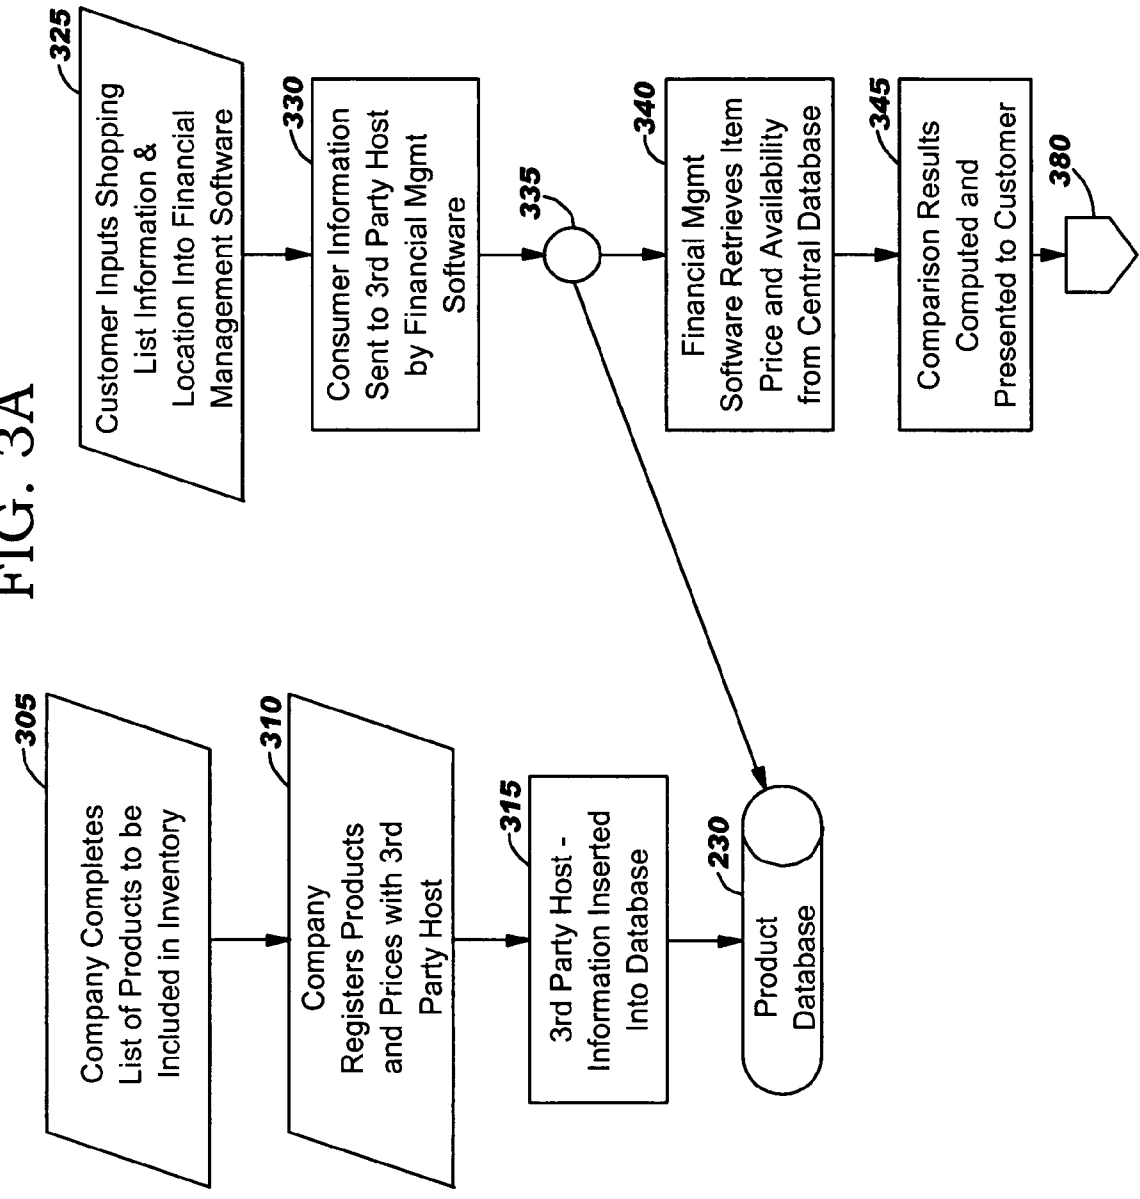 FIG. 3A
305
Company Completes
List of Products to be
Included in Inventory
310
Company
Registers Products
and Prices with 3rd
Party Host
315
3rd Party Host -
Information Inserted
Into Database
230
Product
Database
325
Customer Inputs Shopping
List Information &
Location Into Financial
Management Software
330
Consumer Information
Sent to 3rd Party Host
by Financial Mgmt
Software
335
340
Financial Mgmt
Software Retrieves Item
Price and Availability
from Central Database
345
Comparison Results
Computed and
Presented to Customer
380